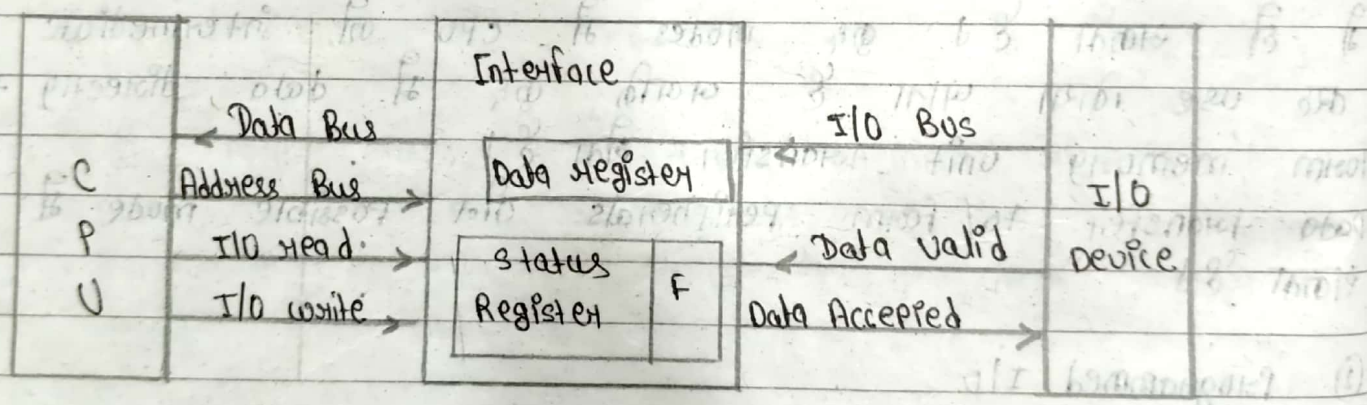 Interface
Data Bus
I/O Bus
Data register
C
Address Bus
I/O
P
I/O read.
Status
F
Data valid
Device
U
I/O write
Register
Data Accepted